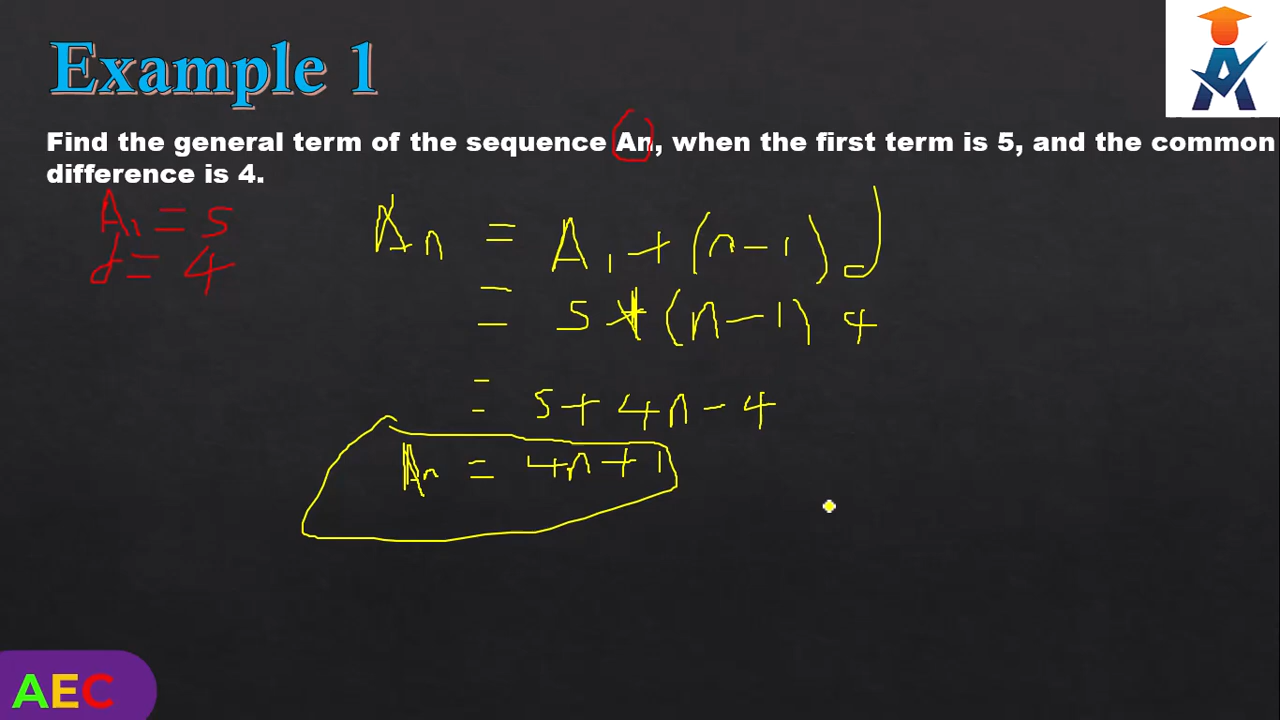 Example 1
Find the general term of the sequence An, when the first term is 5, and the common
difference is 4.
A₁ = 5
d = 4
An = A₁ + (n - 1) d
= 5 + (n - 1) 4
= 5 + 4n - 4
An = 4n + 1
AEC